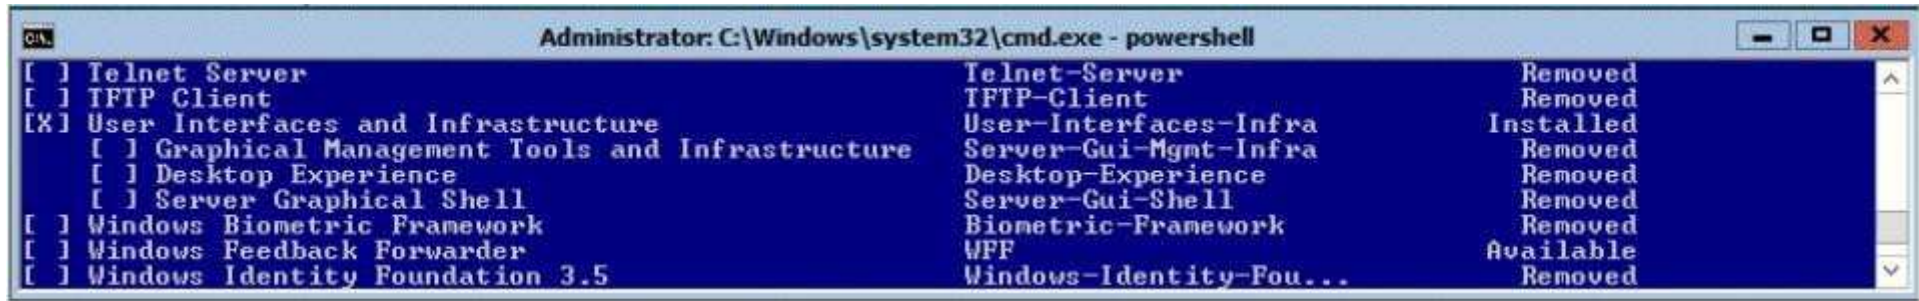 Administrator: C:\Windows\system32\cmd.exe - powershell
[ ] Telnet Server Telnet-Server Removed
[ ] TFTP Client TFTP-Client Removed
[X] User Interfaces and Infrastructure User-Interfaces-Infra Installed
[ ] Graphical Management Tools and Infrastructure Server-Gui-Mgmt-Infra Removed
[ ] Desktop Experience Desktop-Experience Removed
[ ] Server Graphical Shell Server-Gui-Shell Removed
[ ] Windows Biometric Framework Biometric-Framework Removed
[ ] Windows Feedback Forwarder WFF Available
[ ] Windows Identity Foundation 3.5 Windows-Identity-Fou... Removed